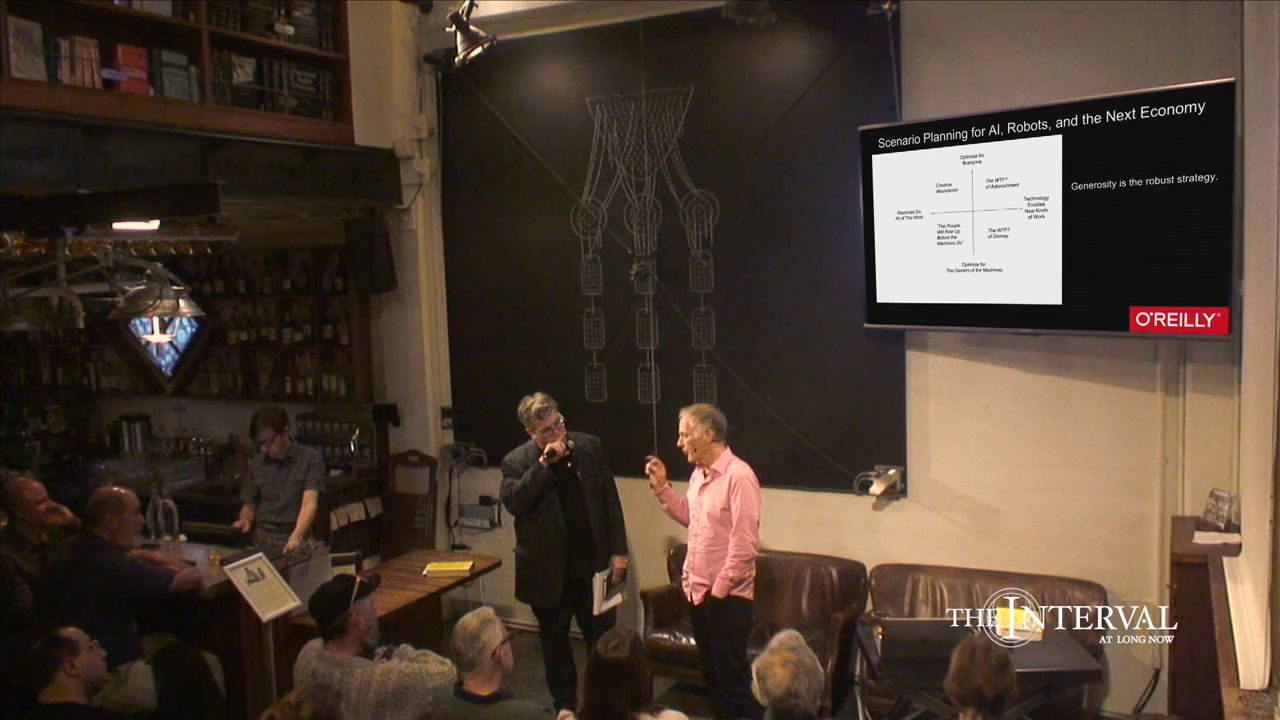 Scenario Planning for AI, Robots, and the Next Economy
Optimize for
Everyone
Creative
Abundance
The WTF?
of Astonishment
Machines Do
All of The Work
Technology
Enables
New Kinds
of Work
"The People
Will Rise Up
Before the
Machines Do"
The WTF?
of Dismay
Optimize for
The Owners of the Machines
Generosity is the robust strategy.
O'REILLY®
THE INTERVAL
AT LONG NOW